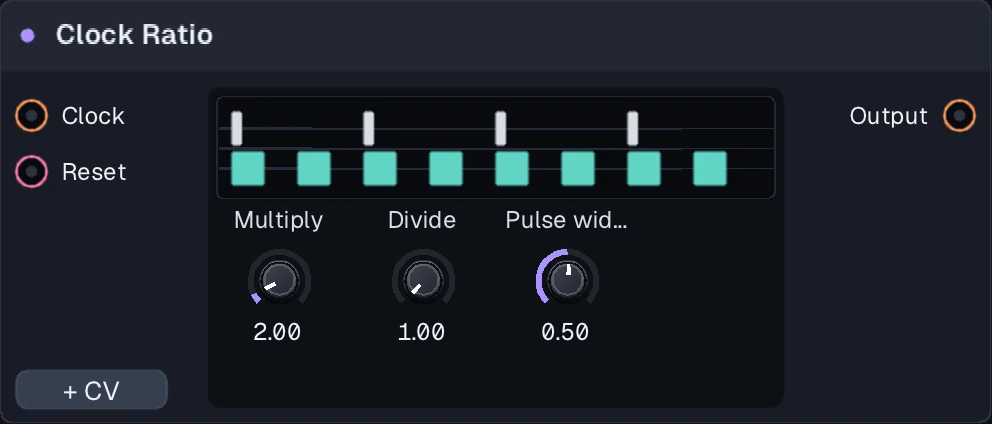 Clock Ratio
Clock
Reset
Output
Multiply
Divide
Pulse wid...
2.00
1.00
0.50
+ CV